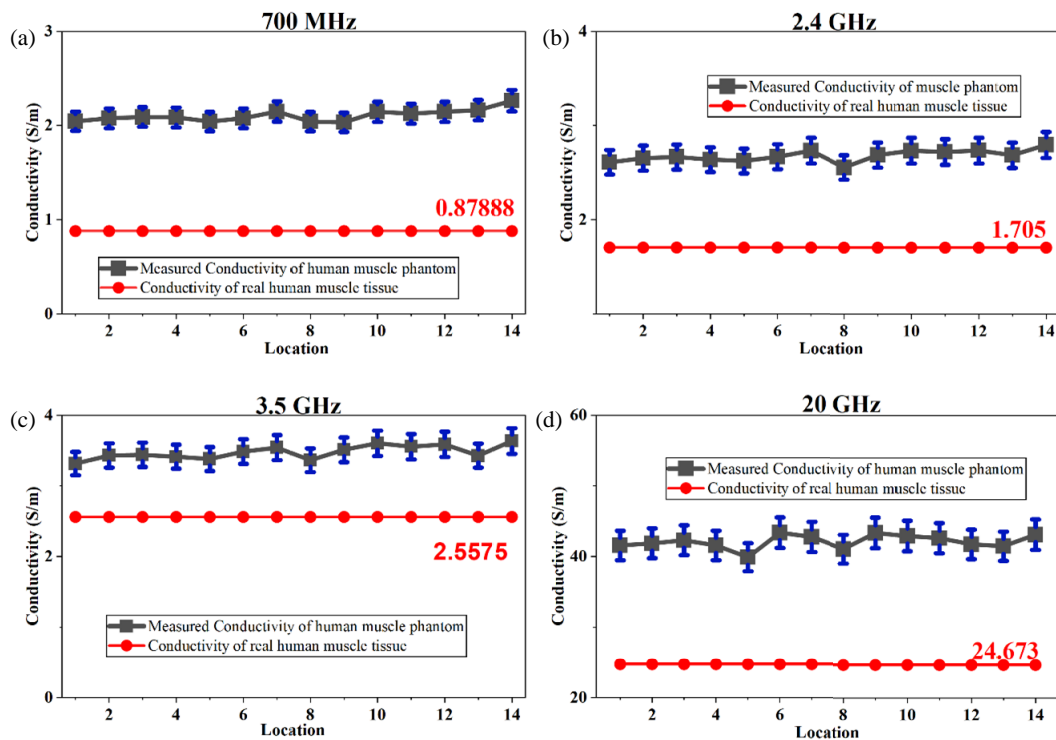 (a)
700 MHz
3
2
1
0
Conductivity (S/m)
0.87888
Measured Conductivity of human muscle phantom
Conductivity of real human muscle tissue
2 4 6 8 10 12 14
Location
(b)
2.4 GHz
4
2
0
Conductivity (S/m)
Measured Conductivity of muscle phantom
Conductivity of real human muscle tissue
1.705
2 4 6 8 10 12 14
Location
(c)
3.5 GHz
4
2
0
Conductivity (S/m)
2.5575
Measured Conductivity of human muscle phantom
Conductivity of real human muscle tissue
2 4 6 8 10 12 14
Location
(d)
20 GHz
60
50
40
30
20
Conductivity (S/m)
Measured Conductivity of human muscle phantom
Conductivity of real human muscle tissue
24.673
2 4 6 8 10 12 14
Location